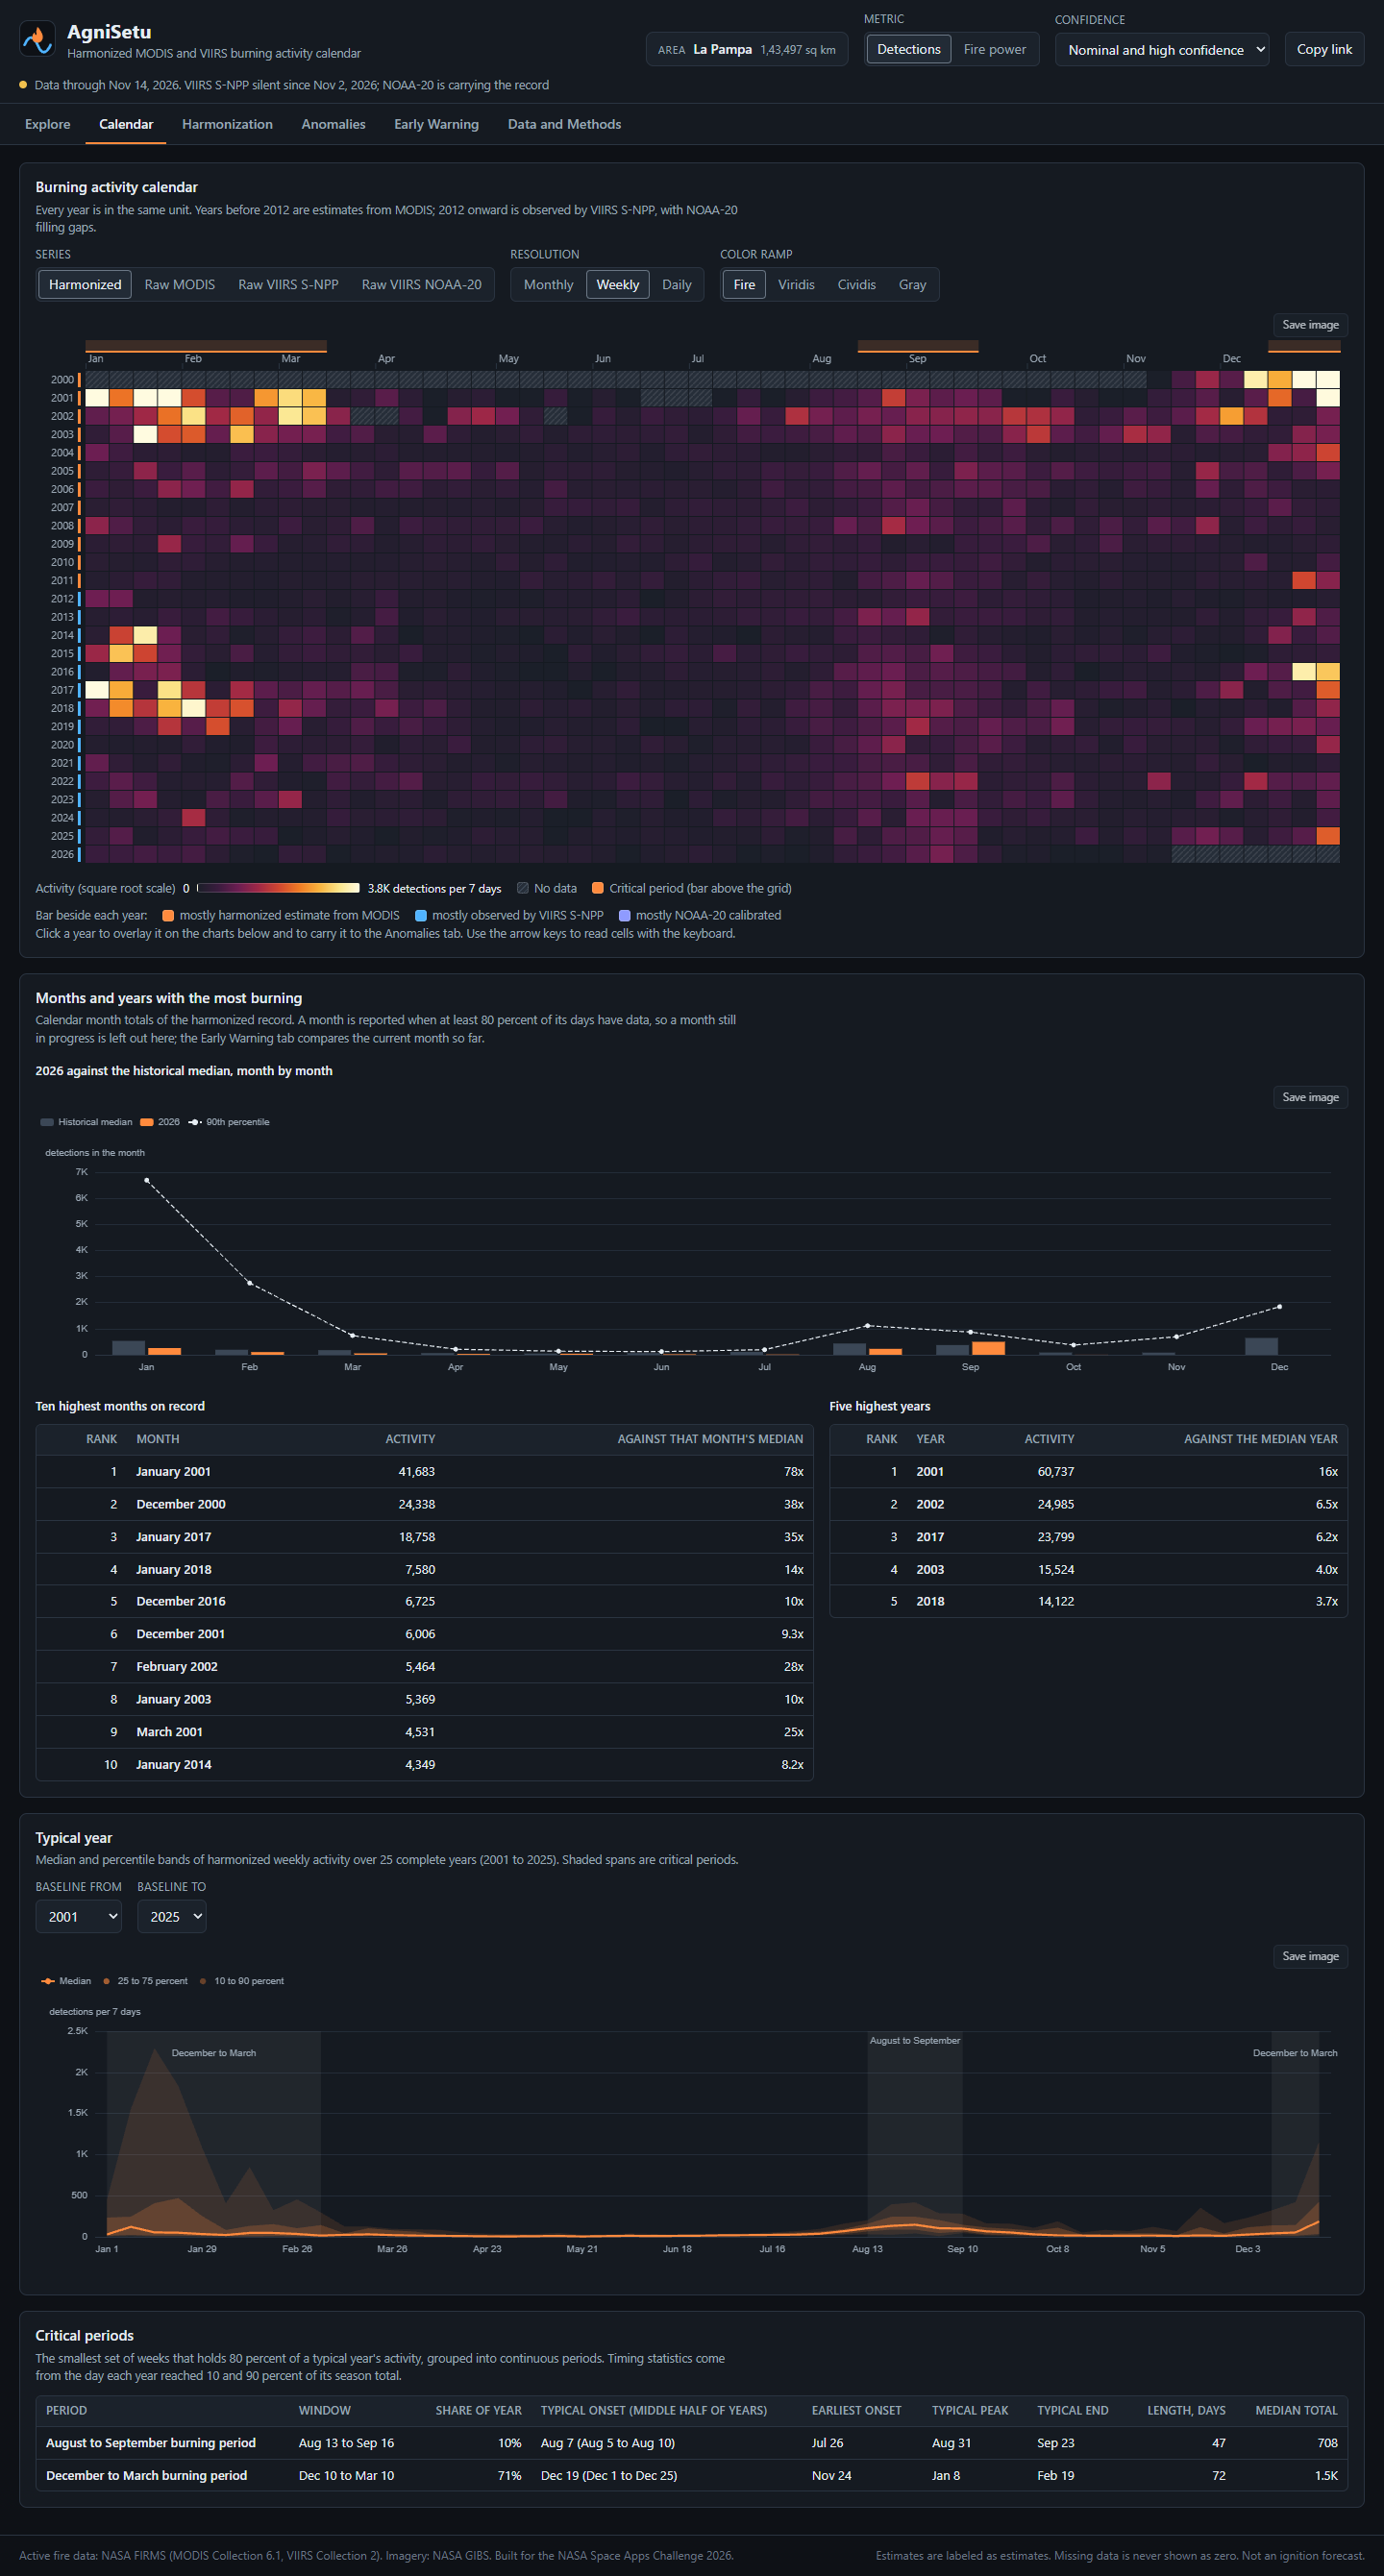 AgniSetu
Harmonized MODIS and VIIRS burning activity calendar
AREA La Pampa 1,43,497 sq km
METRIC
Detections Fire power
CONFIDENCE
Nominal and high confidence
Copy link
Data through Nov 14, 2026. VIIRS S-NPP silent since Nov 2, 2026; NOAA-20 is carrying the record
Explore Calendar Harmonization Anomalies Early Warning Data and Methods
Burning activity calendar
Every year is in the same unit. Years before 2012 are estimates from MODIS; 2012 onward is observed by VIIRS S-NPP, with NOAA-20
filling gaps.
SERIES RESOLUTION COLOR RAMP
Harmonized Raw MODIS Raw VIIRS S-NPP Raw VIIRS NOAA-20 Monthly Weekly Daily Fire Viridis Cividis Gray
Save image
Jan Feb Mar Apr May Jun Jul Aug Sep Oct Nov Dec
2000
2001
2002
2003
2004
2005
2006
2007
2008
2009
2010
2011
2012
2013
2014
2015
2016
2017
2018
2019
2020
2021
2022
2023
2024
2025
2026
Activity (square root scale) 0 3.8K detections per 7 days No data Critical period (bar above the grid)
Bar beside each year: mostly harmonized estimate from MODIS mostly observed by VIIRS S-NPP mostly NOAA-20 calibrated
Click a year to overlay it on the charts below and to carry it to the Anomalies tab. Use the arrow keys to read cells with the keyboard.
Months and years with the most burning
Calendar month totals of the harmonized record. A month is reported when at least 80 percent of its days have data, so a month still
in progress is left out here; the Early Warning tab compares the current month so far.
2026 against the historical median, month by month
Save image
Historical median 2026 90th percentile
detections in the month
7K
6K
5K
4K
3K
2K
1K
0
Jan Feb Mar Apr May Jun Jul Aug Sep Oct Nov Dec
Ten highest months on record
RANK MONTH ACTIVITY AGAINST THAT MONTH'S MEDIAN
1 January 2001 41,683 78x
2 December 2000 24,338 38x
3 January 2017 18,758 35x
4 January 2018 7,580 14x
5 December 2016 6,725 10x
6 December 2001 6,006 9.3x
7 February 2002 5,464 28x
8 January 2003 5,369 10x
9 March 2001 4,531 25x
10 January 2014 4,349 8.2x
Five highest years
RANK YEAR ACTIVITY AGAINST THE MEDIAN YEAR
1 2001 60,737 16x
2 2002 24,985 6.5x
3 2017 23,799 6.2x
4 2003 15,524 4.0x
5 2018 14,122 3.7x
Typical year
Median and percentile bands of harmonized weekly activity over 25 complete years (2001 to 2025). Shaded spans are critical periods.
BASELINE FROM BASELINE TO
2001 2025
Save image
Median 25 to 75 percent 10 to 90 percent
detections per 7 days
2.5K
2K
1.5K
1K
500
0
December to March August to September December to March
Jan 1 Jan 29 Feb 26 Mar 26 Apr 23 May 21 Jun 18 Jul 16 Aug 13 Sep 10 Oct 8 Nov 5 Dec 3
Critical periods
The smallest set of weeks that holds 80 percent of a typical year's activity, grouped into continuous periods. Timing statistics come
from the day each year reached 10 and 90 percent of its season total.
PERIOD WINDOW SHARE OF YEAR TYPICAL ONSET (MIDDLE HALF OF YEARS) EARLIEST ONSET TYPICAL PEAK TYPICAL END LENGTH, DAYS MEDIAN TOTAL
August to September burning period Aug 13 to Sep 16 10% Aug 7 (Aug 5 to Aug 10) Jul 26 Aug 31 Sep 23 47 708
December to March burning period Dec 10 to Mar 10 71% Dec 19 (Dec 1 to Dec 25) Nov 24 Jan 8 Feb 19 72 1.5K
Active fire data: NASA FIRMS (MODIS Collection 6.1, VIIRS Collection 2). Imagery: NASA GIBS. Built for the NASA Space Apps Challenge 2026.
Estimates are labeled as estimates. Missing data is never shown as zero. Not an ignition forecast.